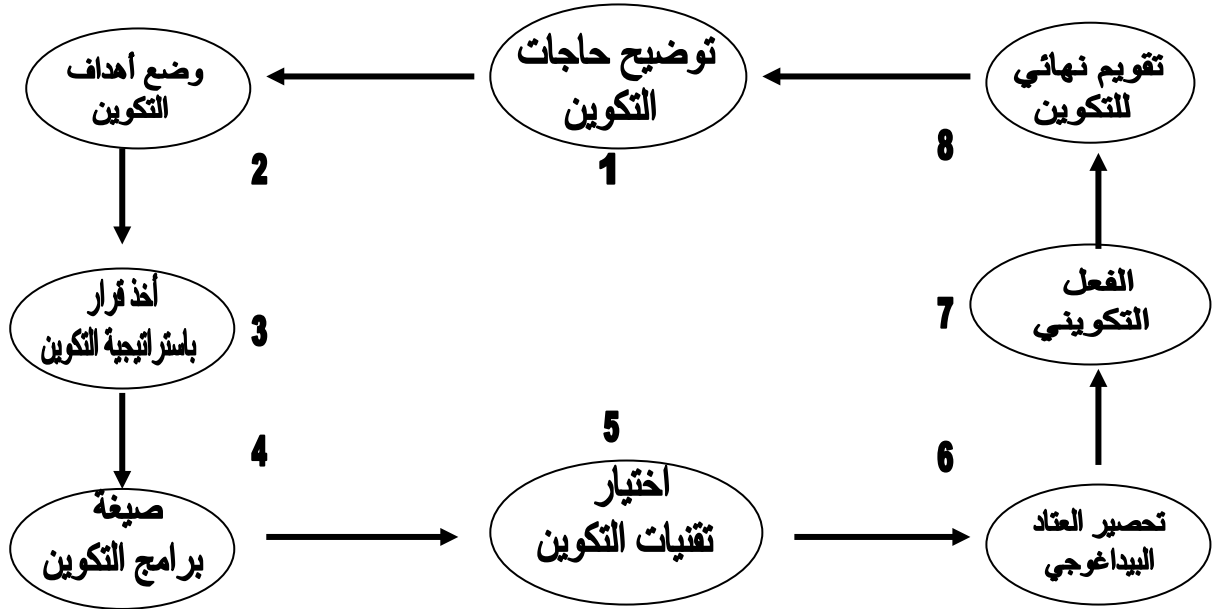 توضيح حاجات
التكوين
1
وضع أهداف
التكوين
2
أخذ قرار
باستراتيجية التكوين
3
صيغة
برامج التكوين
4
5
اختيار
تقنيات التكوين
تحصير العتاد
البيداغوجي
6
الفعل
التكويني
7
تقويم نهائي
للتكوين
8